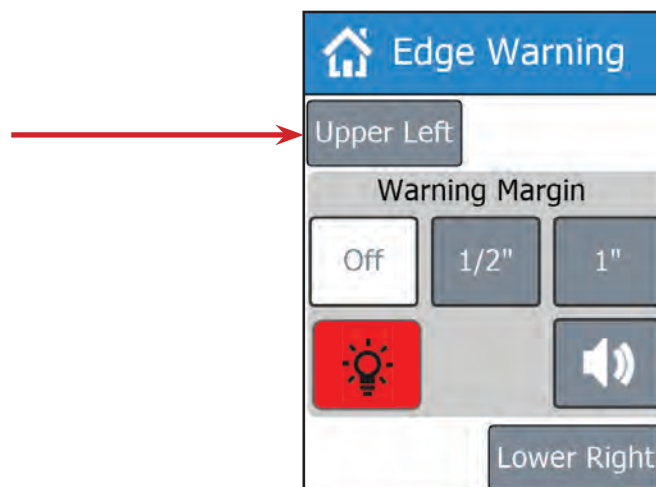 Edge Warning
Upper Left
Warning Margin
Off 1/2" 1"
Lower Right